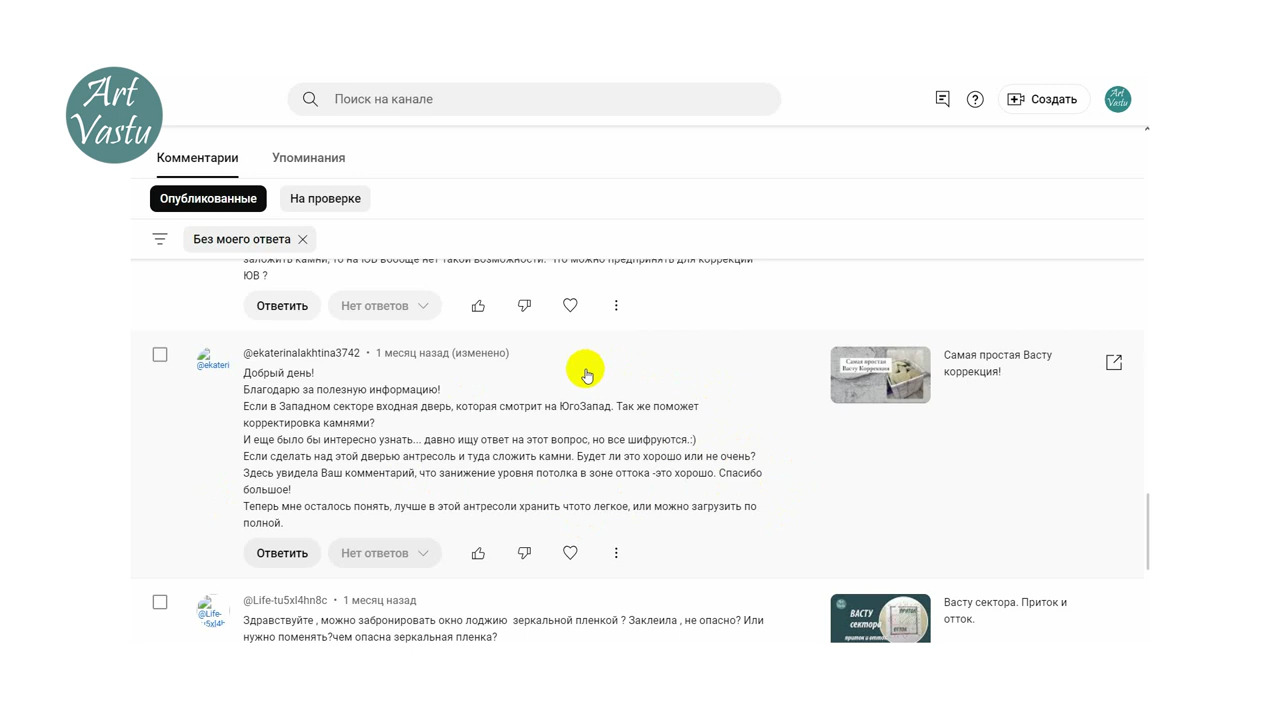 Art
Vastu
Поиск на канале
Создать
Art
Vastu
Комментарии
Упоминания
Опубликованные
На проверке
Без моего ответа
заложить камни, то на ЮВ вообще нет такой возможности. Что можно предпринять для коррекции
ЮВ ?
Ответить
Нет ответов
@ekaterinalakhtina3742 • 1 месяц назад (изменено)
@ekateri
Добрый день!
Благодарю за полезную информацию!
Если в Западном секторе входная дверь, которая смотрит на ЮгоЗапад. Так же поможет
корректировка камнями?
И еще было бы интересно узнать... давно ищу ответ на этот вопрос, но все шифруются.:)
Если сделать над этой дверью антресоль и туда сложить камни. Будет ли это хорошо или не очень?
Здесь увидела Ваш комментарий, что занижение уровня потолка в зоне оттока -это хорошо. Спасибо
большое!
Теперь мне осталось понять, лучше в этой антресоли хранить чтото легкое, или можно загрузить по
полной.
Самая простая
Васту Коррекция
Самая простая Васту
коррекция!
Ответить
Нет ответов
@Life-tu5xl4hn8c • 1 месяц назад
@Life-
Здравствуйте , можно забронировать окно лоджию зеркальной пленкой ? Заклеила , не опасно? Или
нужно поменять?чем опасна зеркальная пленка?
ВАСТУ
сектора
приток и отток
ПРИТОК
ОТТОК
Васту сектора. Приток и
отток.